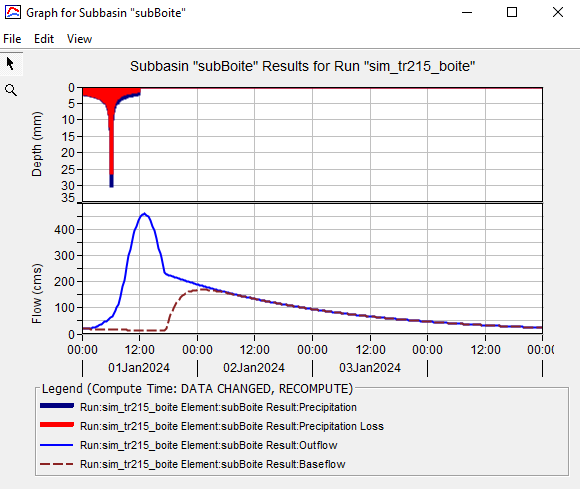 Graph for Subbasin "subBoite"
File Edit View
Subbasin "subBoite" Results for Run "sim_tr215_boite"
Depth (mm)
0
5
10
15
20
25
30
35
Flow (cms)
400
300
200
100
0
00:00 12:00 00:00 12:00 00:00 12:00 00:00 12:00 00:00
01Jan2024 02Jan2024 03Jan2024
Legend (Compute Time: DATA CHANGED, RECOMPUTE)
Run:sim_tr215_boite Element:subBoite Result:Precipitation
Run:sim_tr215_boite Element:subBoite Result:Precipitation Loss
Run:sim_tr215_boite Element:subBoite Result:Outflow
Run:sim_tr215_boite Element:subBoite Result:Baseflow